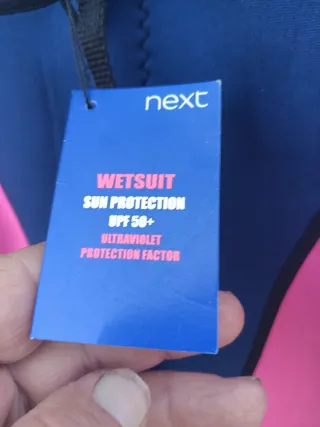 next
WETSUIT
SUN PROTECTION
UPF 50+
ULTRAVIOLET
PROTECTION FACTOR